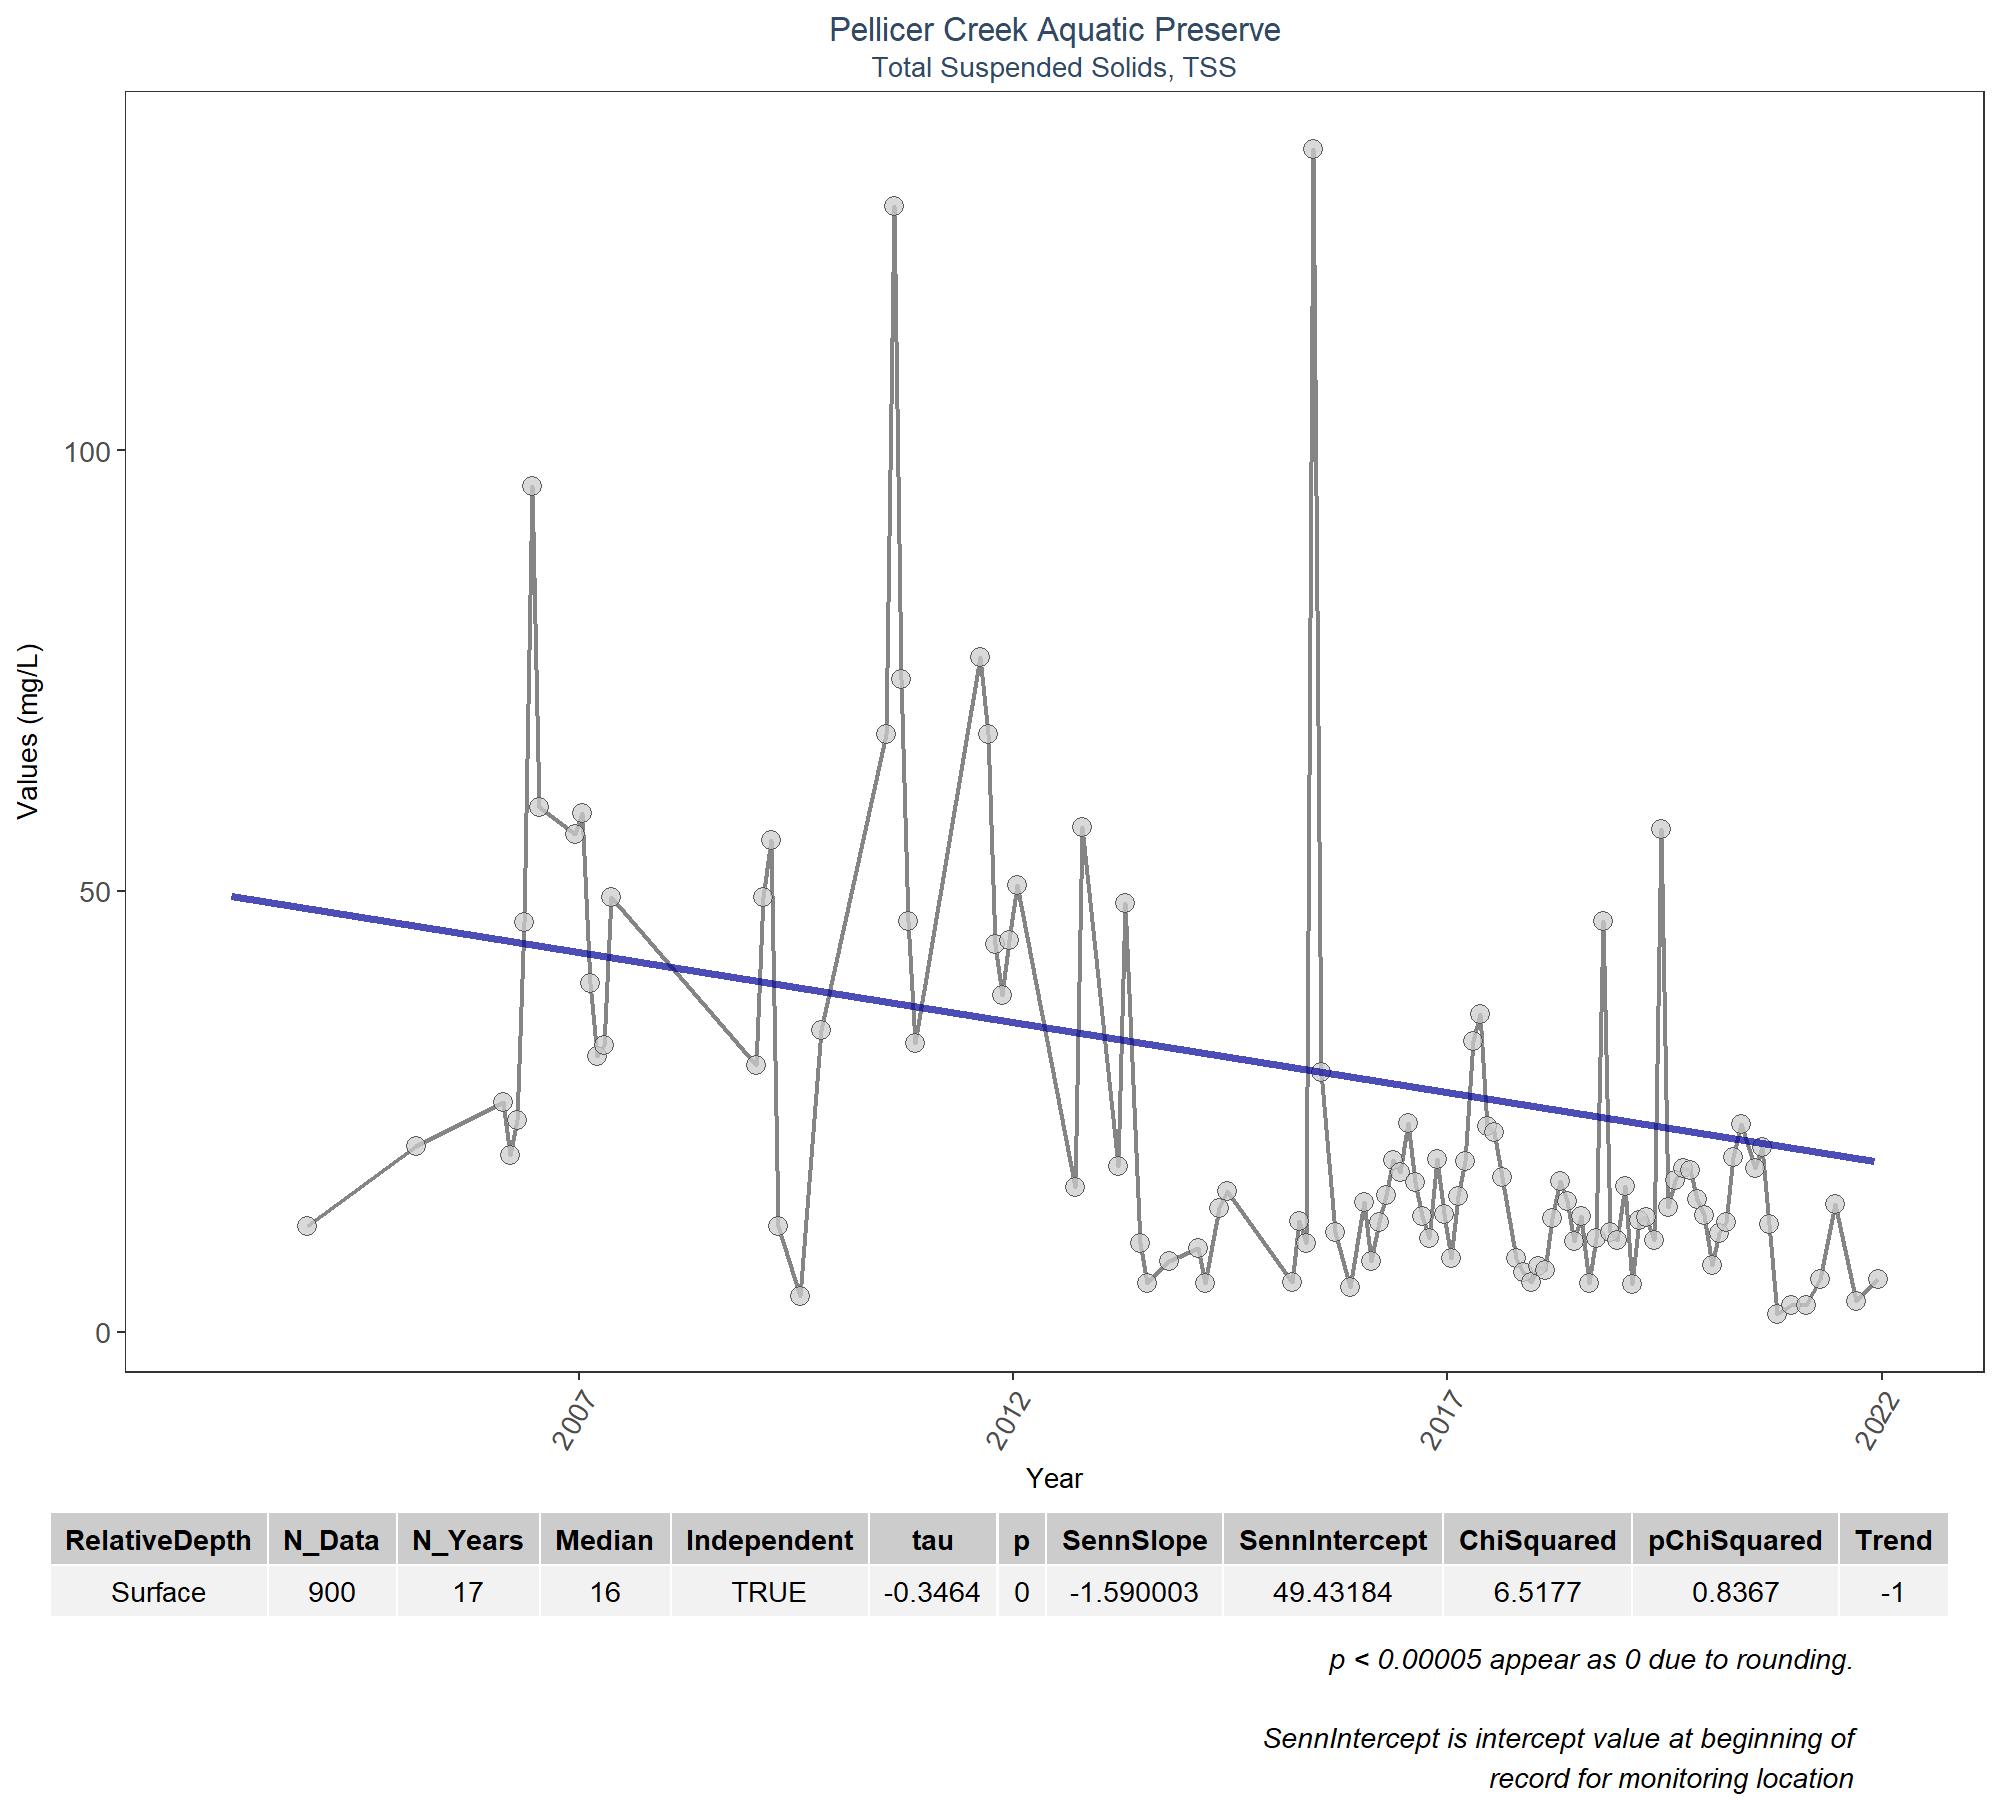 Pellicer Creek Aquatic Preserve
Total Suspended Solids, TSS
Values (mg/L)
100
50
0
2007
2012
2017
2022
Year
RelativeDepth N_Data N_Years Median Independent tau p SennSlope SennIntercept ChiSquared pChiSquared Trend
Surface 900 17 16 TRUE -0.3464 0 -1.590003 49.43184 6.5177 0.8367 -1
p < 0.00005 appear as 0 due to rounding.
SennIntercept is intercept value at beginning of
record for monitoring location